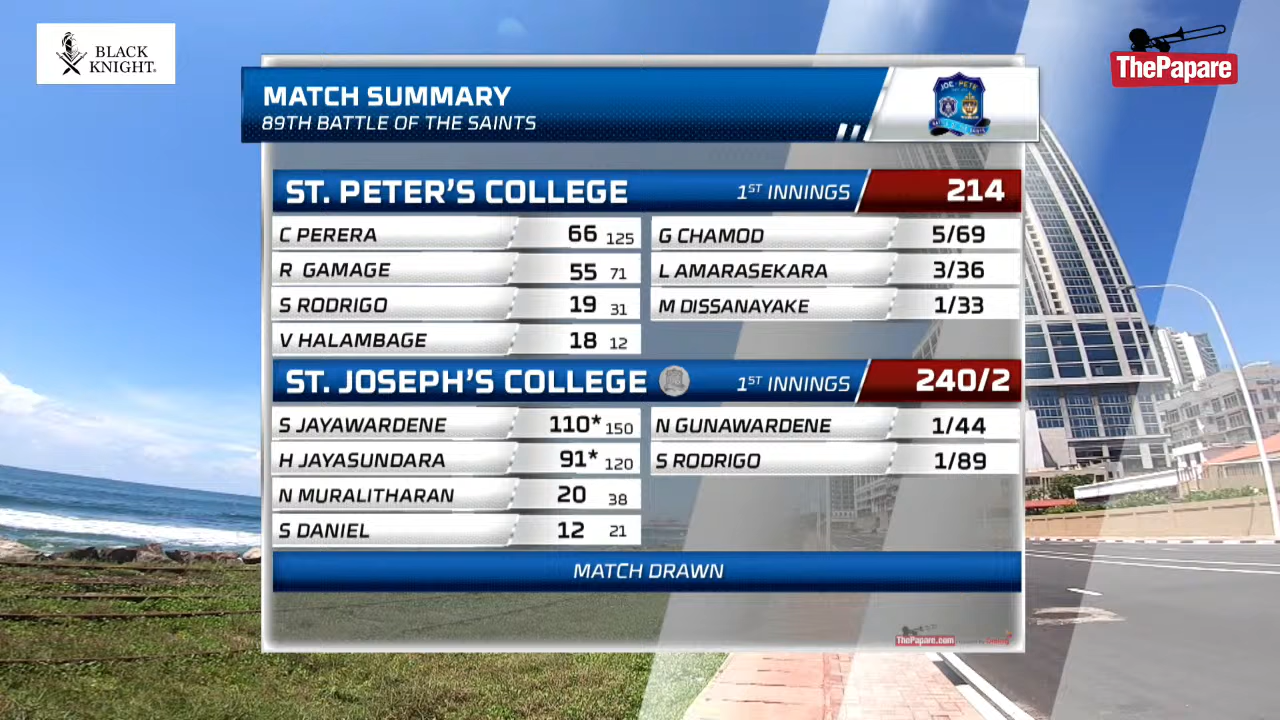 BLACK
KNIGHT®
ThePapare
MATCH SUMMARY
89TH BATTLE OF THE SAINTS
JOE - PETE
ST. PETER'S COLLEGE 1ST INNINGS 214
C PERERA 66 125 G CHAMOD 5/69
R GAMAGE 55 71 L AMARASEKARA 3/36
S RODRIGO 19 31 M DISSANAYAKE 1/33
V HALAMBAGE 18 12
ST. JOSEPH'S COLLEGE 1ST INNINGS 240/2
S JAYAWARDENE 110* 150 N GUNAWARDENE 1/44
H JAYASUNDARA 91* 120 S RODRIGO 1/89
N MURALITHARAN 20 38
S DANIEL 12 21
MATCH DRAWN
ThePapare.com